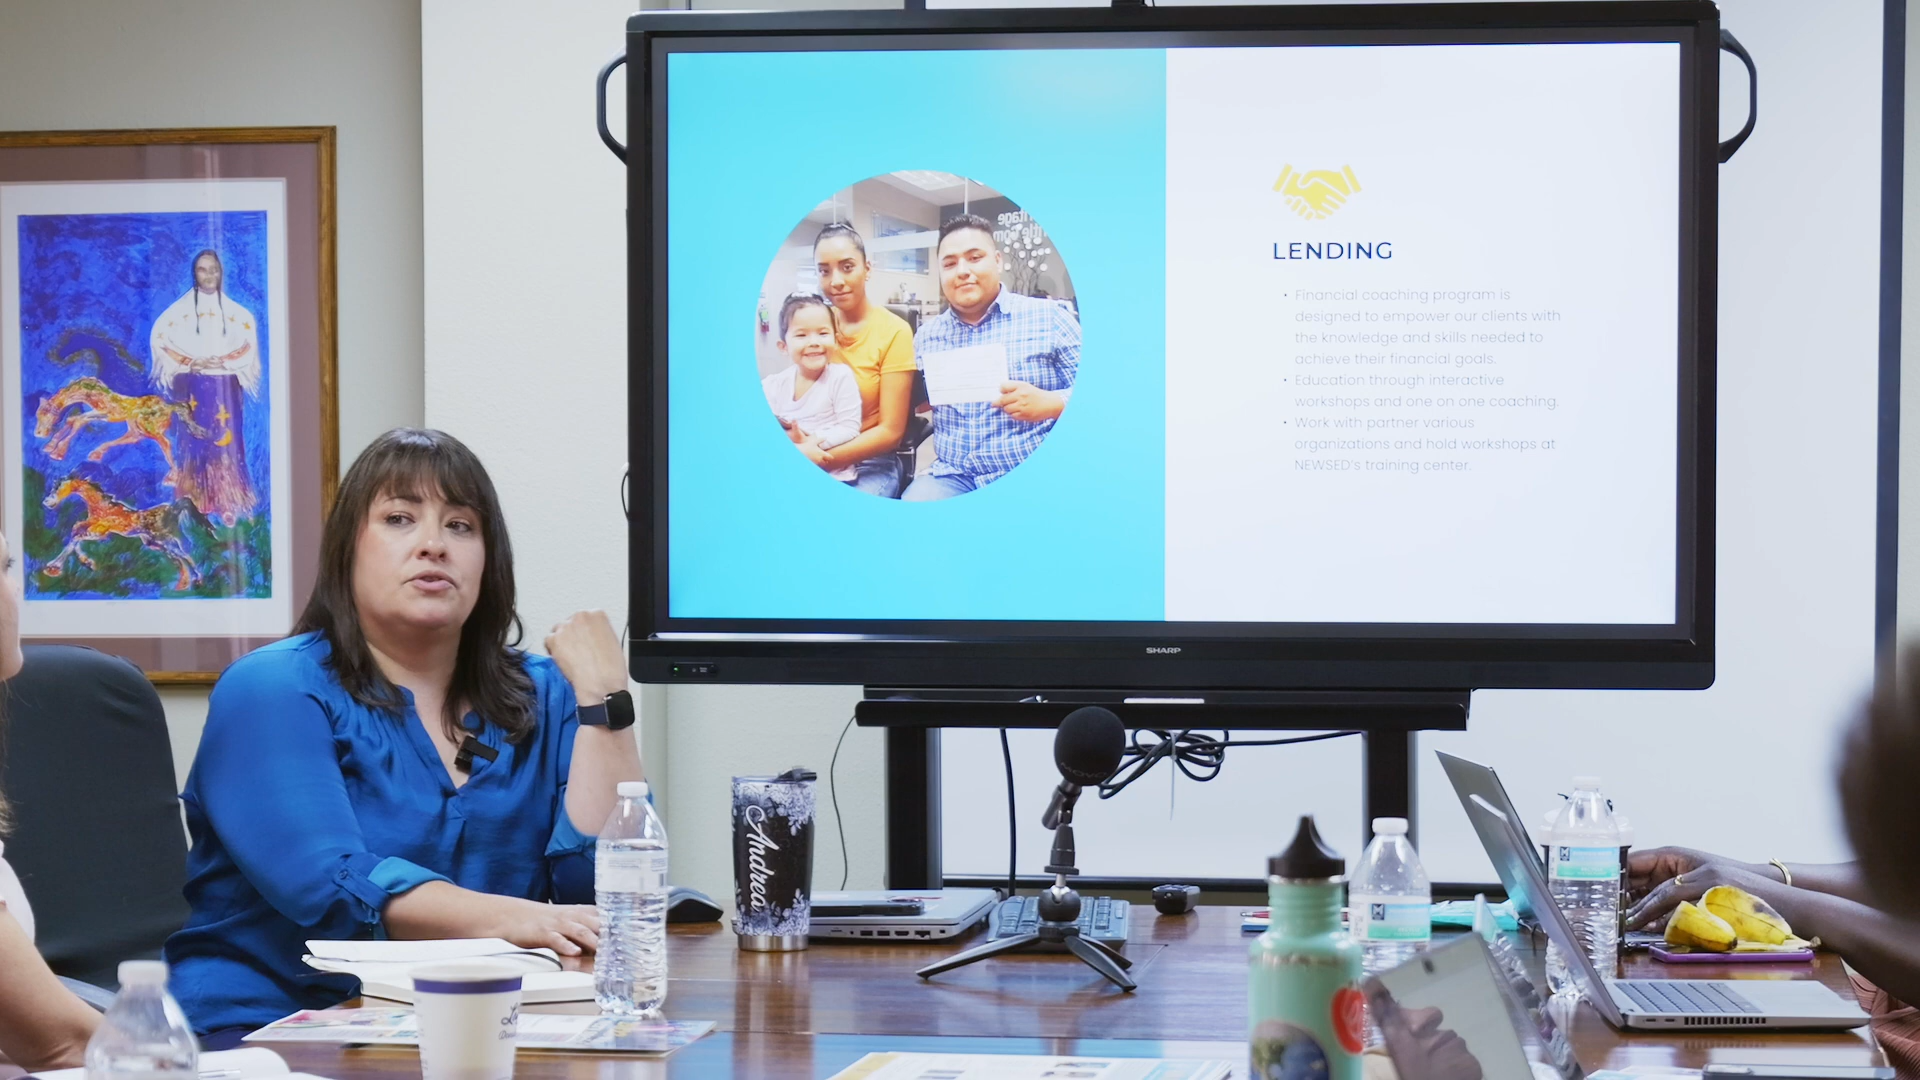 LENDING
• Financial coaching program is
designed to empower our clients with
the knowledge and skills needed to
achieve their financial goals.
• Education through interactive
workshops and one on one coaching.
• Work with partner various
organizations and hold workshops at
NEWSED's training center.
SHARP
MOVO
Andrea